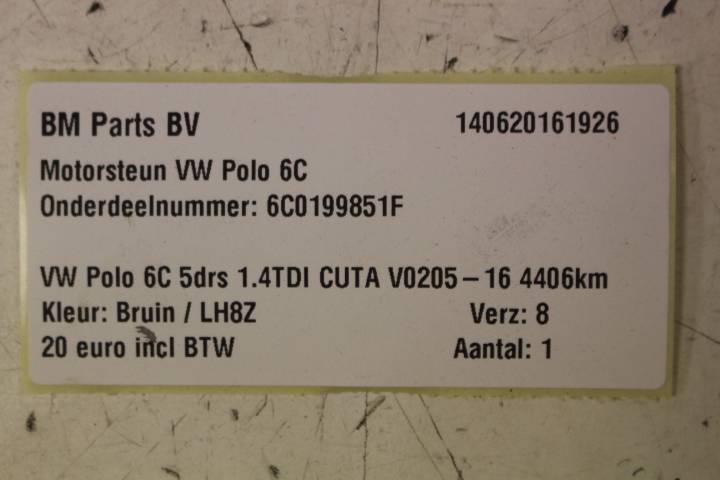 BM Parts BV 140620161926
Motorsteun VW Polo 6C
Onderdeelnummer: 6C0199851F
VW Polo 6C 5drs 1.4TDI CUTA V0205-16 4406km
Kleur: Bruin / LH8Z Verz: 8
20 euro incl BTW Aantal: 1